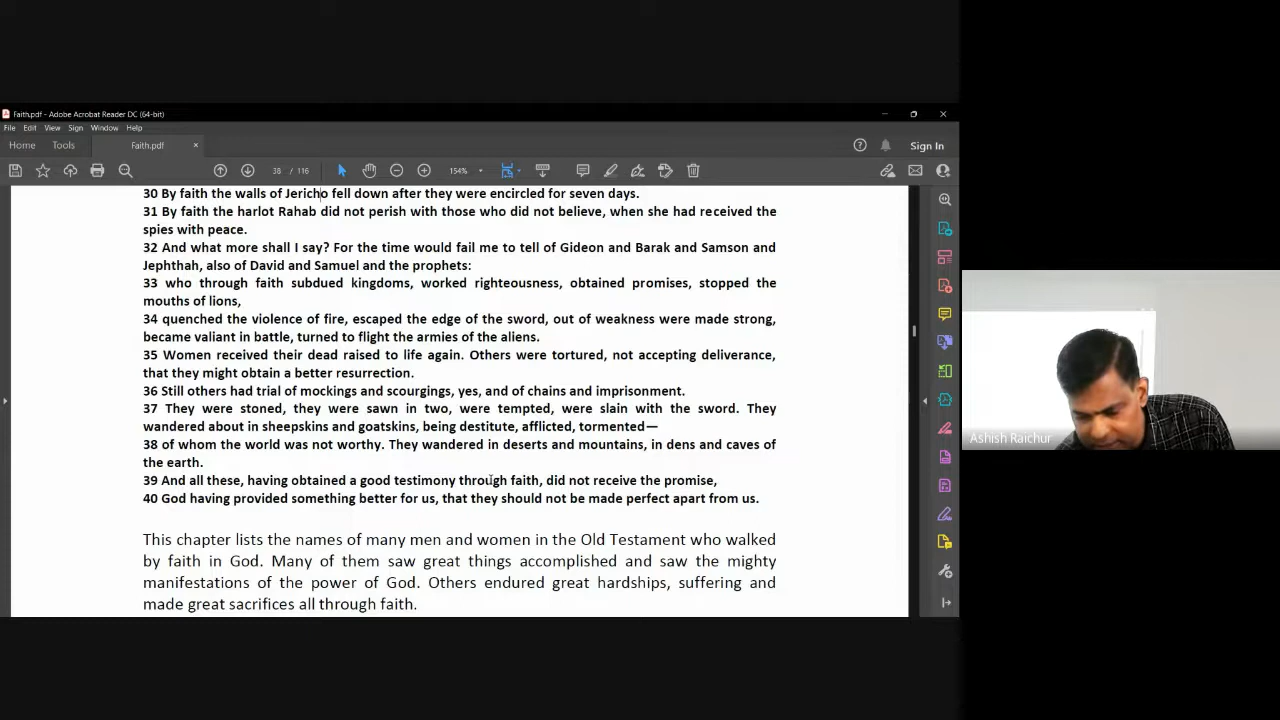 Faith.pdf - Adobe Acrobat Reader DC (64-bit)
File Edit View Sign Window Help
Home Tools Faith.pdf × Sign In
38 / 116 154%
30 By faith the walls of Jericho fell down after they were encircled for seven days.
31 By faith the harlot Rahab did not perish with those who did not believe, when she had received the
spies with peace.
32 And what more shall I say? For the time would fail me to tell of Gideon and Barak and Samson and
Jephthah, also of David and Samuel and the prophets:
33 who through faith subdued kingdoms, worked righteousness, obtained promises, stopped the
mouths of lions,
34 quenched the violence of fire, escaped the edge of the sword, out of weakness were made strong,
became valiant in battle, turned to flight the armies of the aliens.
35 Women received their dead raised to life again. Others were tortured, not accepting deliverance,
that they might obtain a better resurrection.
36 Still others had trial of mockings and scourgings, yes, and of chains and imprisonment.
37 They were stoned, they were sawn in two, were tempted, were slain with the sword. They
wandered about in sheepskins and goatskins, being destitute, afflicted, tormented—
38 of whom the world was not worthy. They wandered in deserts and mountains, in dens and caves of
the earth.
39 And all these, having obtained a good testimony through faith, did not receive the promise,
40 God having provided something better for us, that they should not be made perfect apart from us.
This chapter lists the names of many men and women in the Old Testament who walked
by faith in God. Many of them saw great things accomplished and saw the mighty
manifestations of the power of God. Others endured great hardships, suffering and
made great sacrifices all through faith.
Ashish Raichur